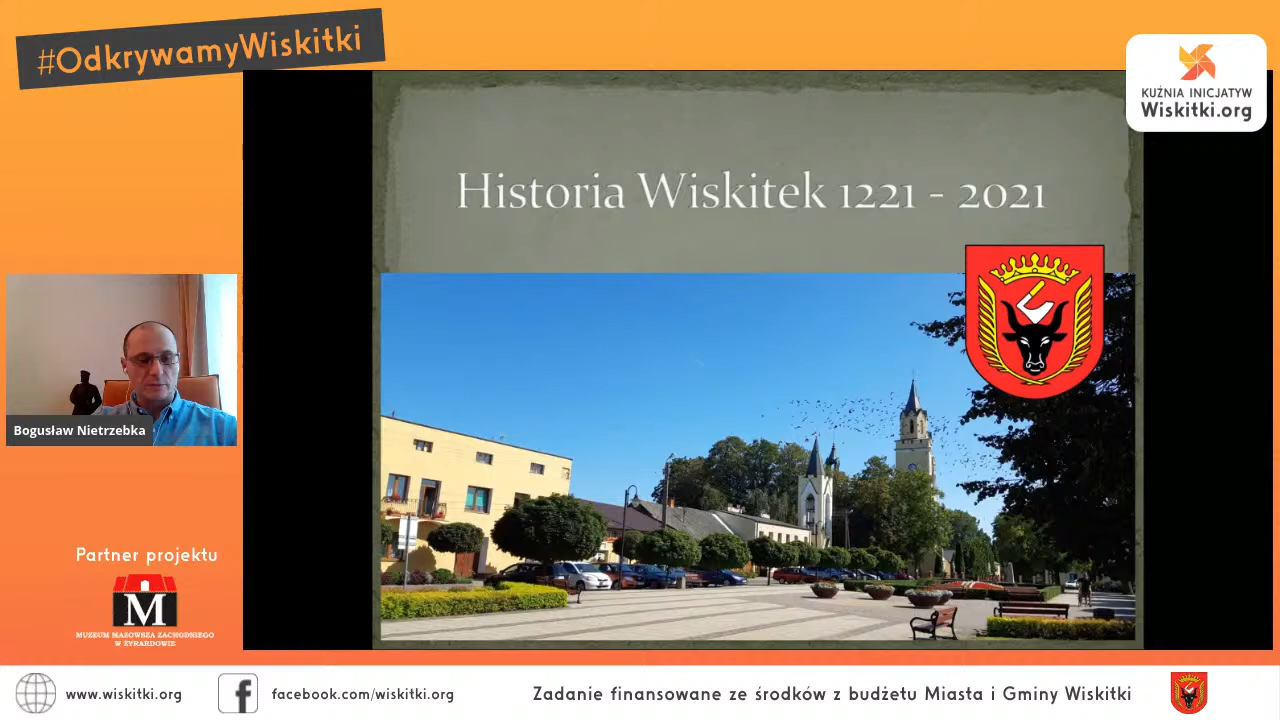 #OdkrywamyWiskitki
KUŹNIA INICJATYW
Wiskitki.org
Historia Wiskitek 1221 - 2021
Bogusław Nietrzebka
Partner projektu
M
MUZEUM MAZOWSZA ZACHODNIEGO
W ŻYRARDOWIE
www.wiskitki.org
facebook.com/wiskitki.org
Zadanie finansowane ze środków z budżetu Miasta i Gminy Wiskitki